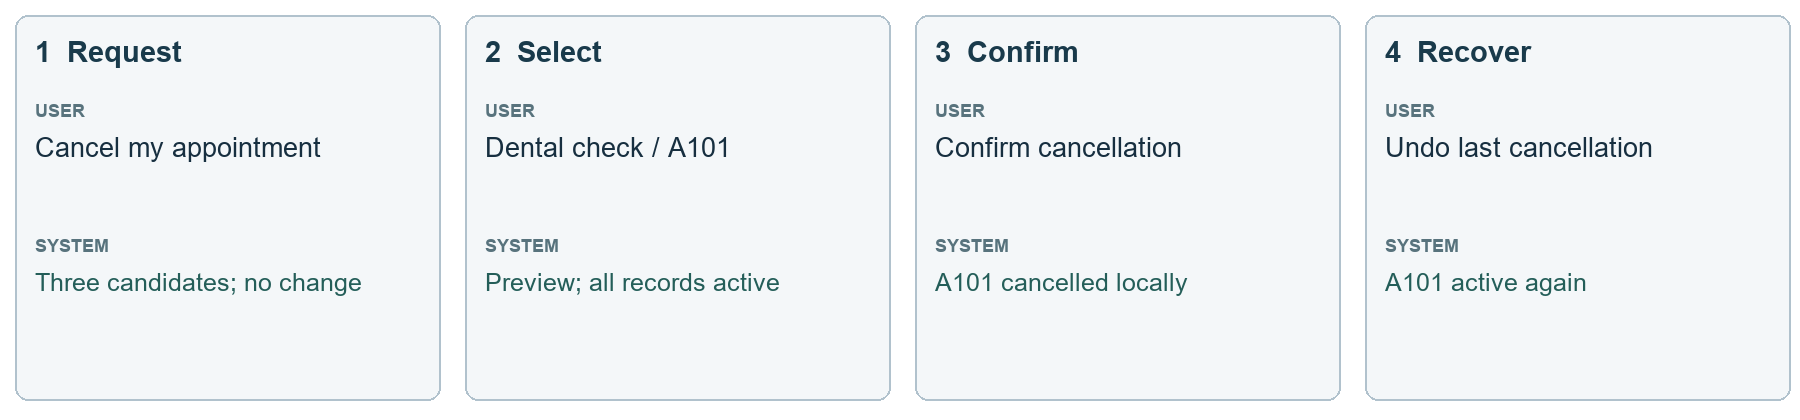 1 Request
USER
Cancel my appointment
SYSTEM
Three candidates; no change
2 Select
USER
Dental check / A101
SYSTEM
Preview; all records active
3 Confirm
USER
Confirm cancellation
SYSTEM
A101 cancelled locally
4 Recover
USER
Undo last cancellation
SYSTEM
A101 active again